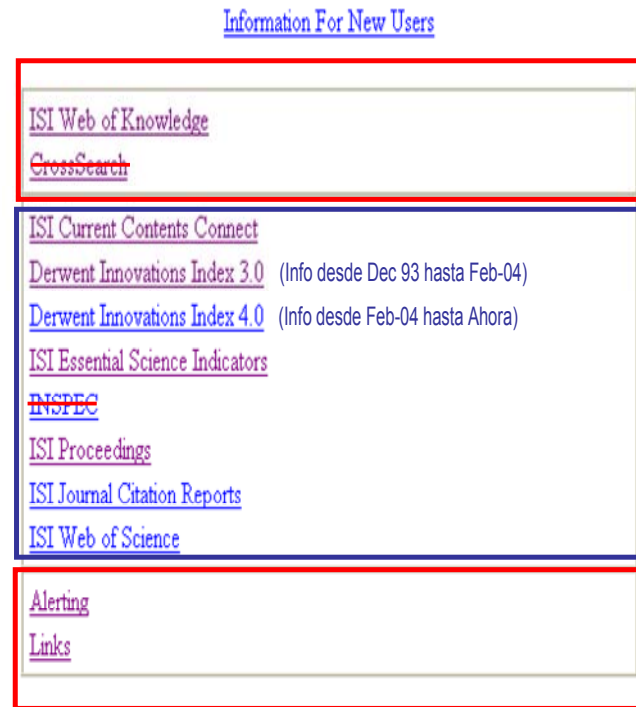 Information For New Users
ISI Web of Knowledge
CrossSearch
ISI Current Contents Connect
Derwent Innovations Index 3.0 (Info desde Dec 93 hasta Feb-04)
Derwent Innovations Index 4.0 (Info desde Feb-04 hasta Ahora)
ISI Essential Science Indicators
INSPEC
ISI Proceedings
ISI Journal Citation Reports
ISI Web of Science
Alerting
Links